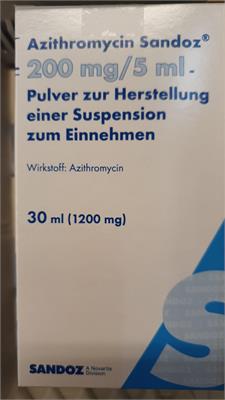 Azithromycin Sandoz®
200 mg/5 ml -
Pulver zur Herstellung
einer Suspension
zum Einnehmen
Wirkstoff: Azithromycin
30 ml (1200 mg)
SANDOZ A Novartis
Division